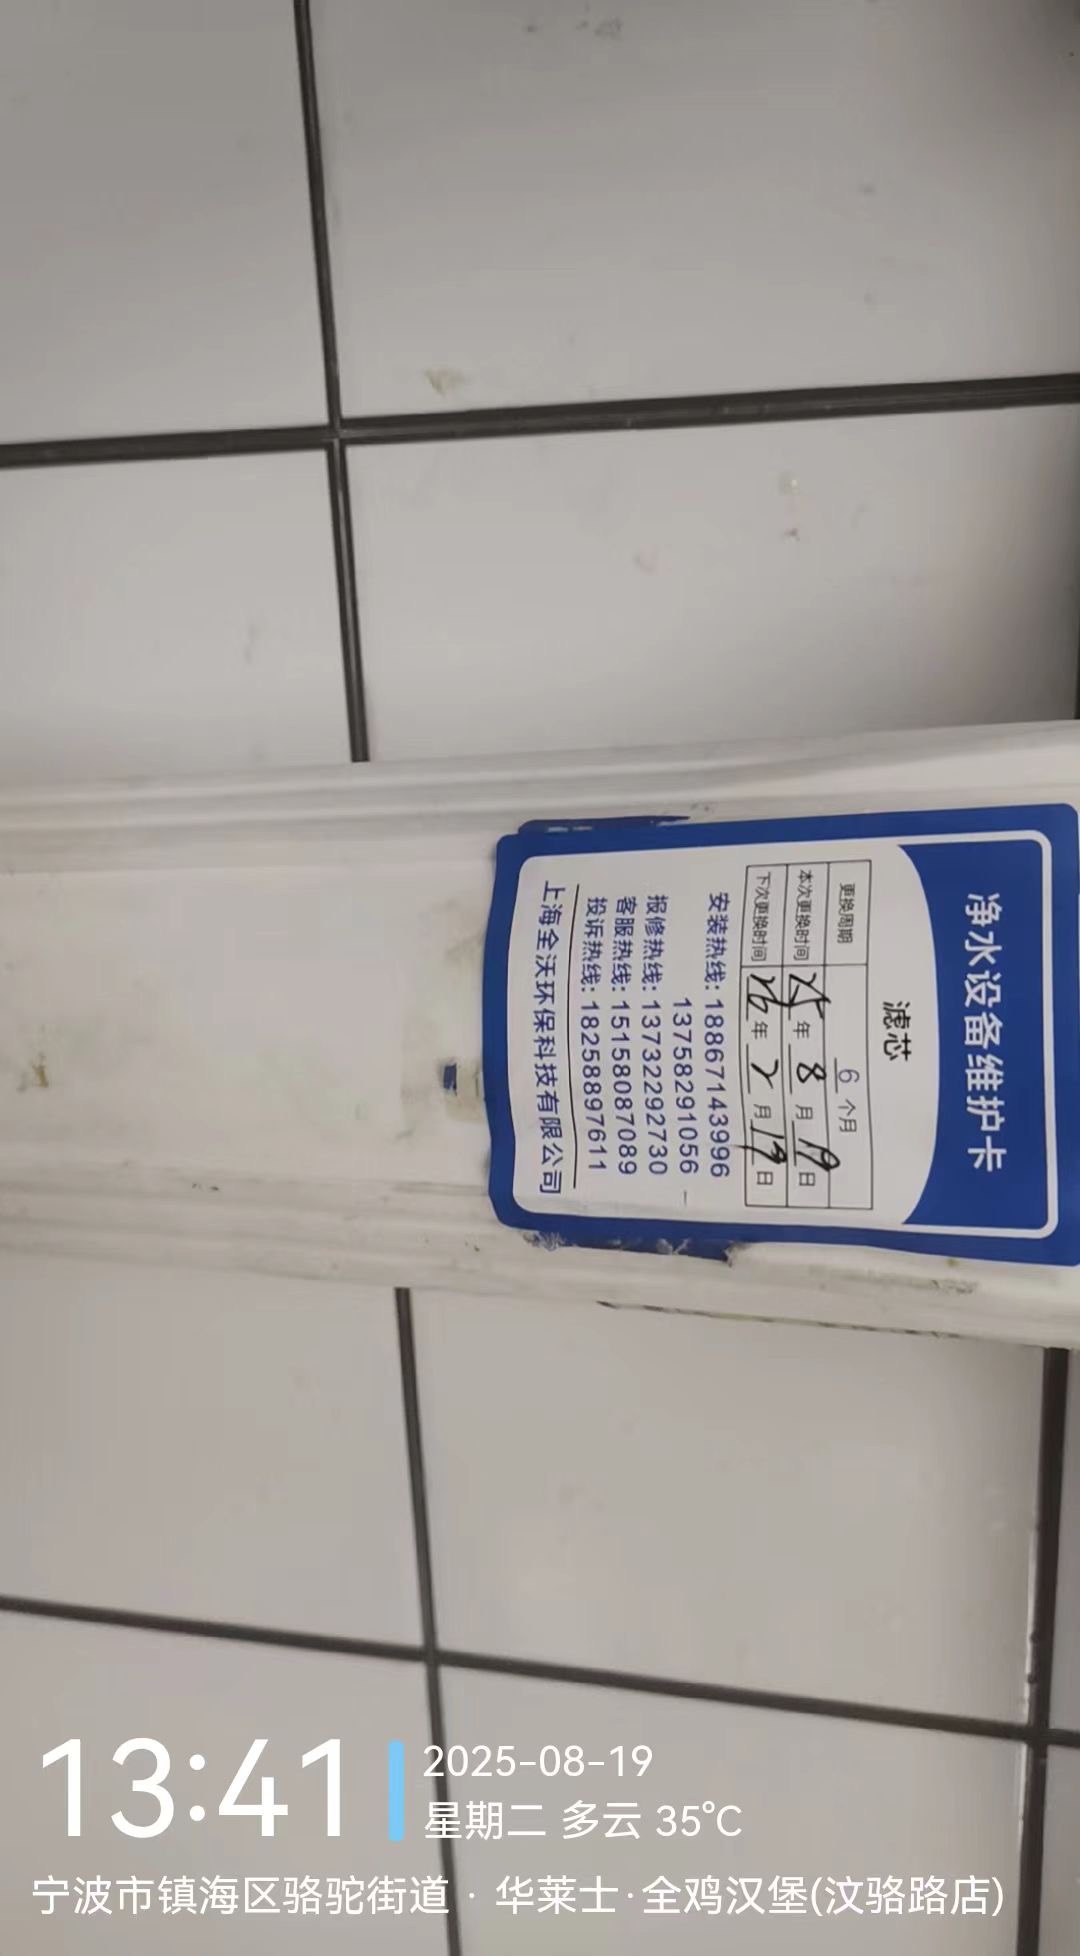 净水设备维护卡
滤芯
更换周期 6 个月
本次更换时间 25 年 8 月 19 日
下次更换时间 26 年 2 月 19 日
安装热线: 18867143996
13758291056
报修热线: 13732292730
客服热线: 15158087089
投诉热线: 18258897611
上海全沃环保科技有限公司
13:41
2025-08-19
星期二 多云 35℃
宁波市镇海区骆驼街道 · 华莱士·全鸡汉堡(汶骆路店)